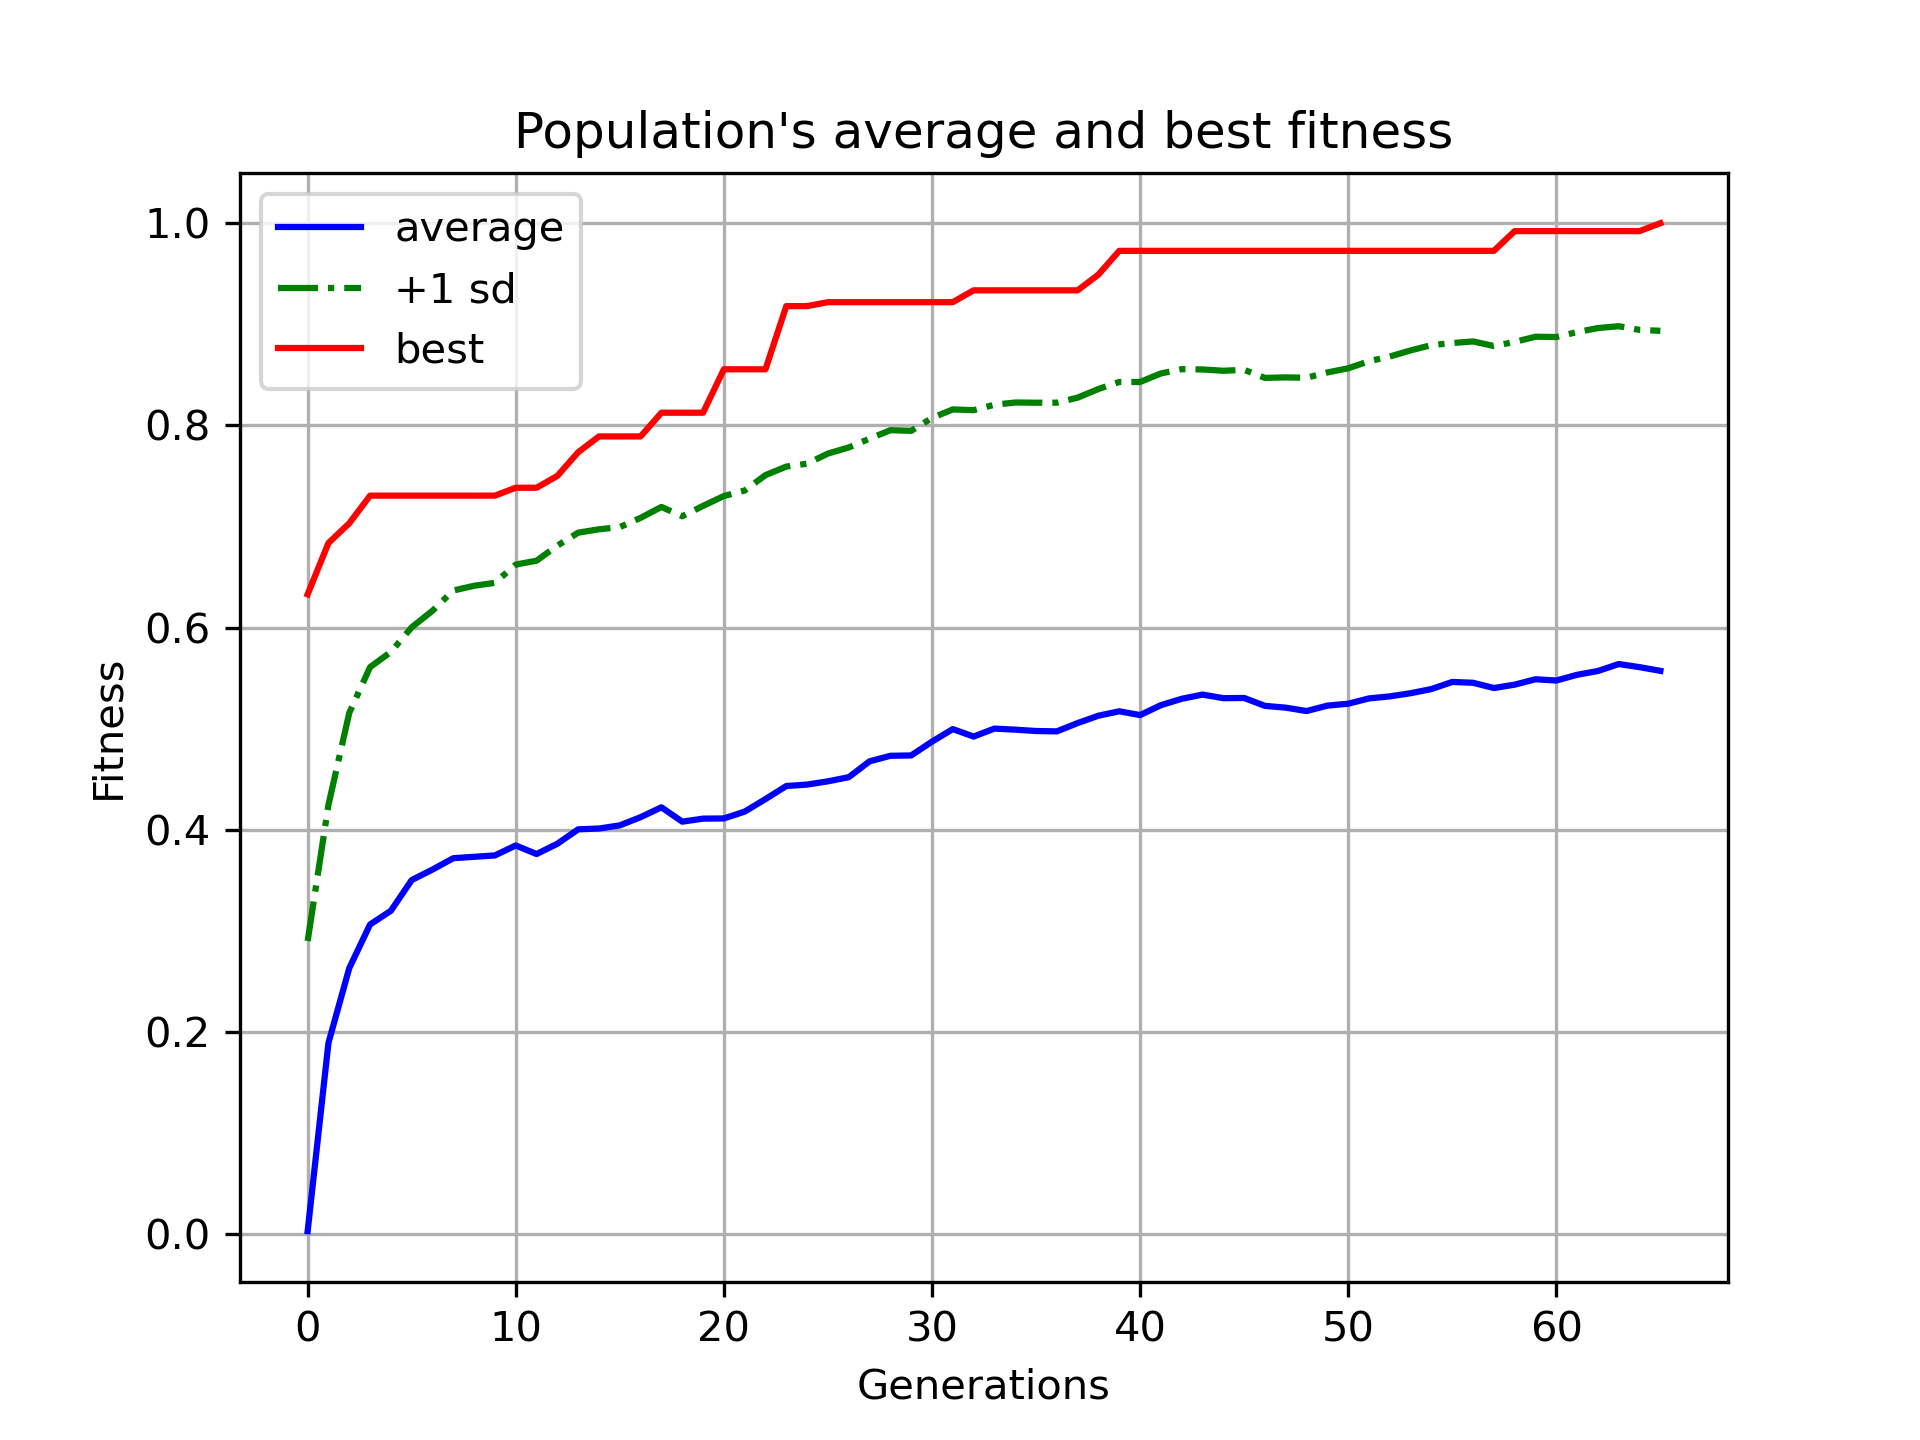 Population's average and best fitness
average
+1 sd
best
1.0
0.8
0.6
0.4
0.2
0.0
Fitness
0 10 20 30 40 50 60
Generations